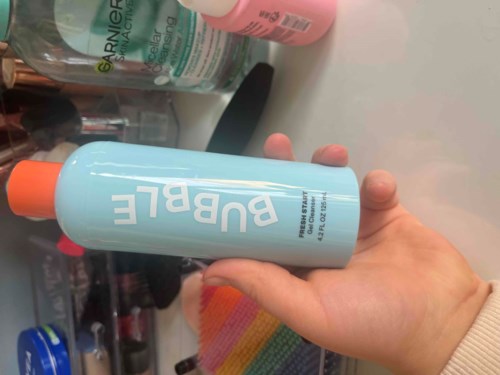 GARNIER
SKINACTIVE
Micellar
Cleansing
BUBBLE
FRESH START
Gel Cleanser
4.2 FL OZ 125 mL